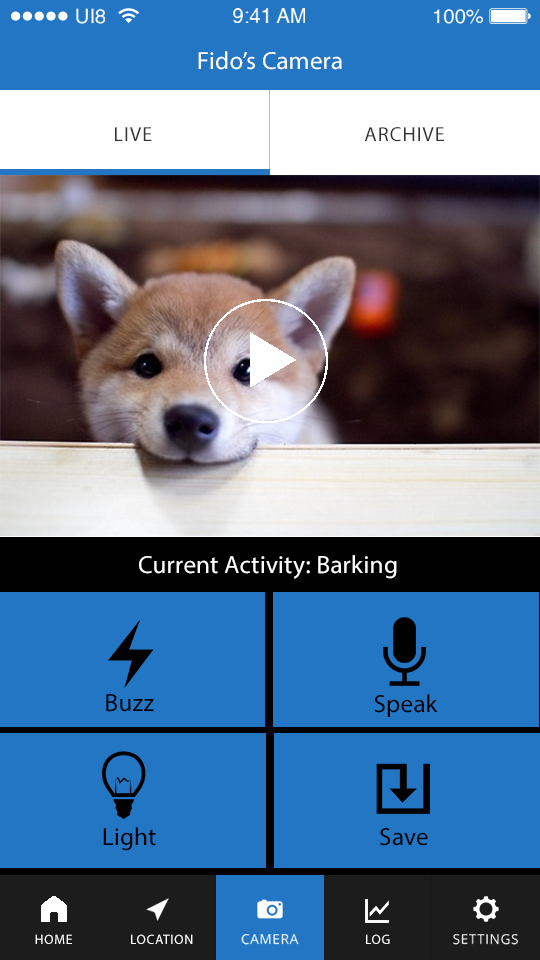 UI8 9:41 AM 100%
Fido’s Camera
LIVE ARCHIVE
Current Activity: Barking
Buzz Speak
Light Save
HOME LOCATION CAMERA LOG SETTINGS